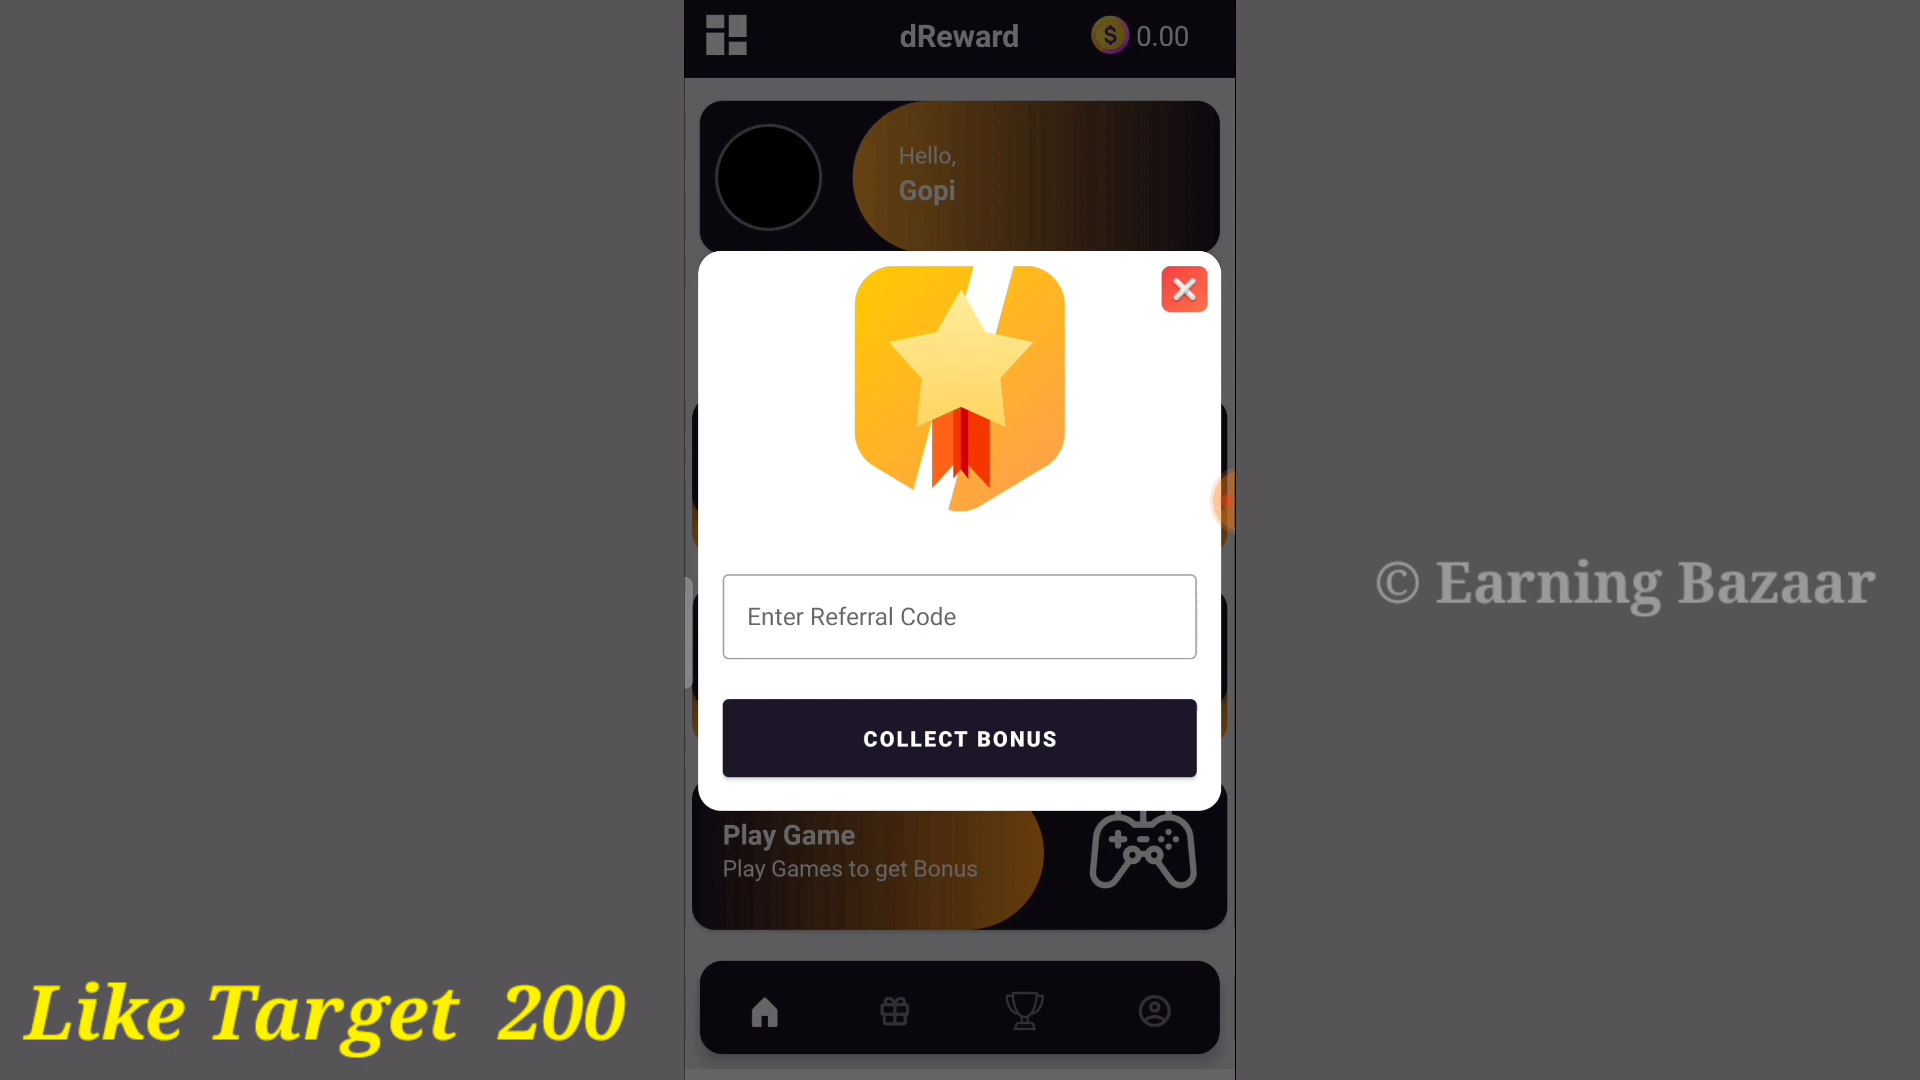 dReward
$ 0.00
Hello,
Gopi
Enter Referral Code
COLLECT BONUS
Play Game
Play Games to get Bonus
© Earning Bazaar
Like Target 200